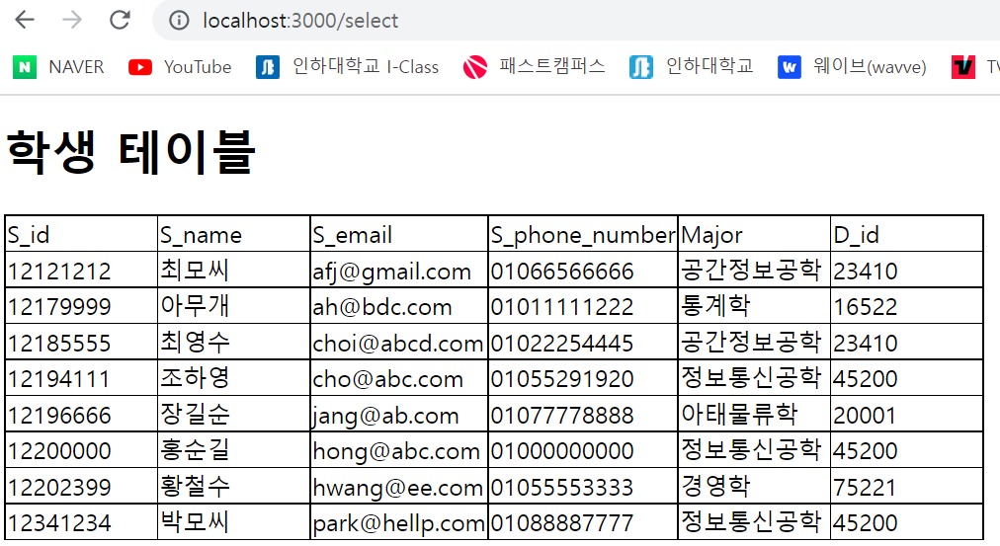 localhost:3000/select
NAVER YouTube 인하대학교 I-Class 패스트캠퍼스 인하대학교 웨이브(wavve) TV
학생 테이블
S_id S_name S_email S_phone_number Major D_id
12121212 최모씨 afj@gmail.com 01066566666 공간정보공학 23410
12179999 아무개 ah@bdc.com 01011111222 통계학 16522
12185555 최영수 choi@abcd.com 01022254445 공간정보공학 23410
12194111 조하영 cho@abc.com 01055291920 정보통신공학 45200
12196666 장길순 jang@ab.com 01077778888 아태물류학 20001
12200000 홍순길 hong@abc.com 01000000000 정보통신공학 45200
12202399 황철수 hwang@ee.com 01055553333 경영학 75221
12341234 박모씨 park@hellp.com 01088887777 정보통신공학 45200